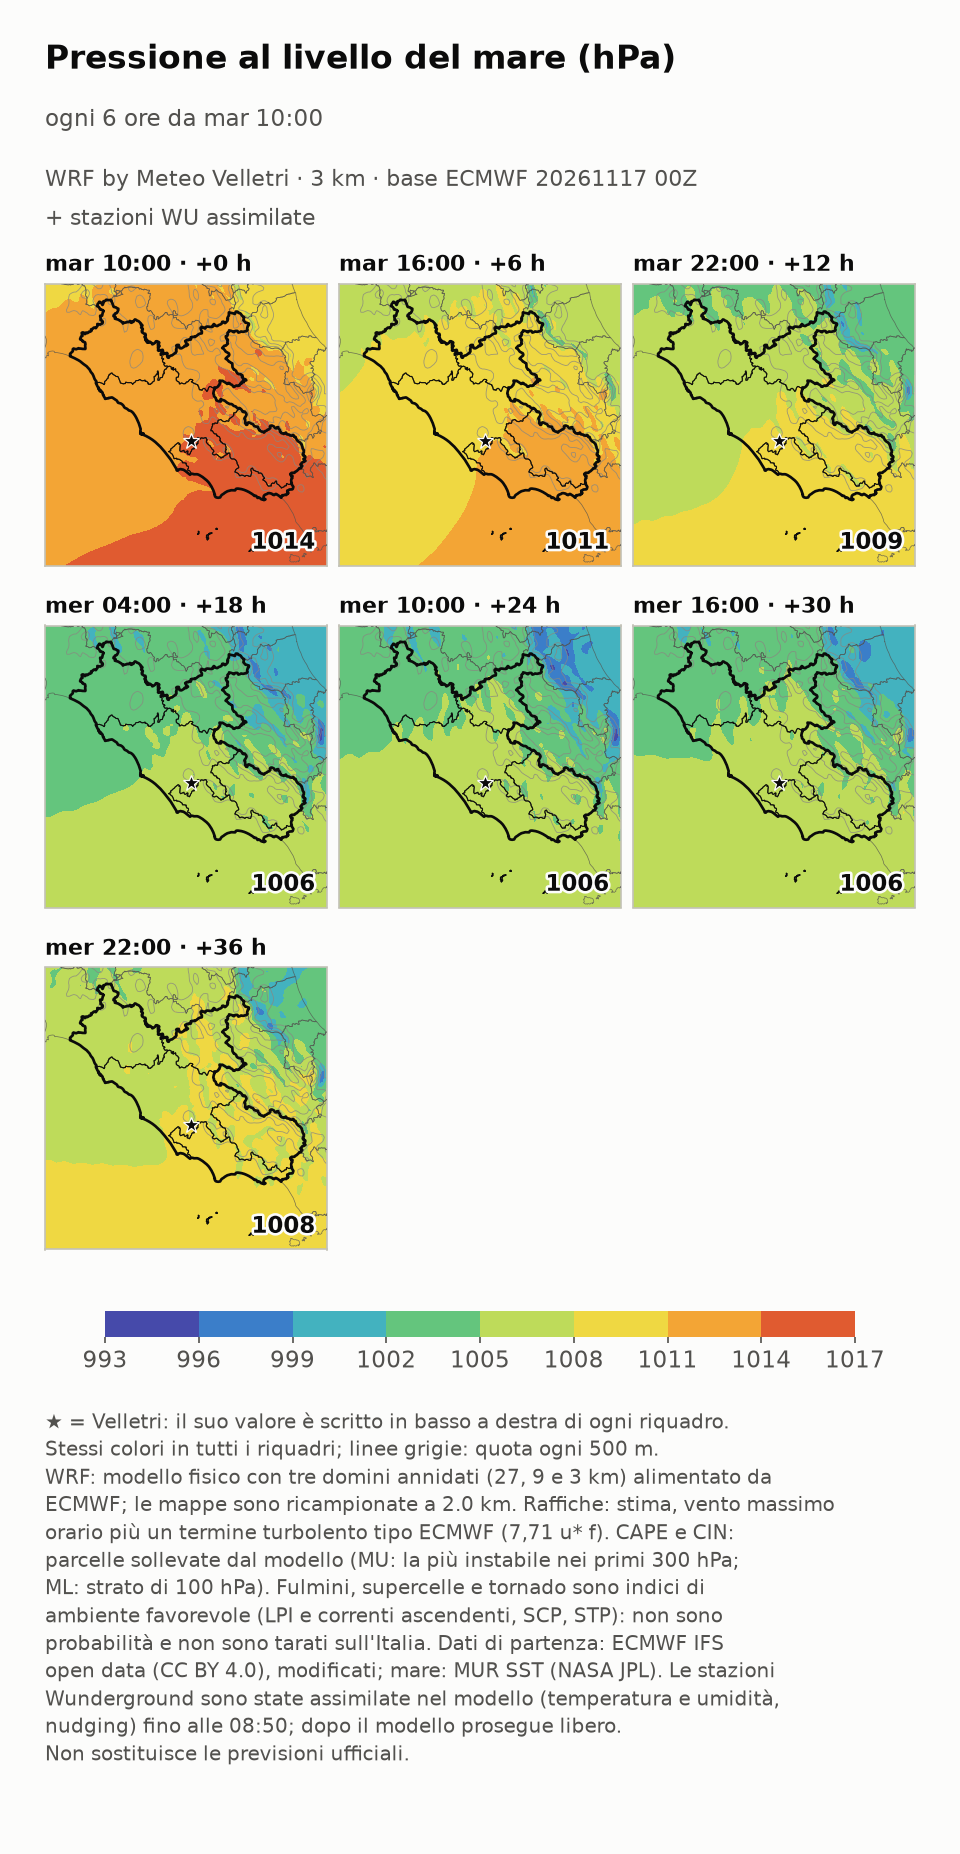 Pressione al livello del mare (hPa)
ogni 6 ore da mar 10:00
WRF by Meteo Velletri · 3 km · base ECMWF 20261117 00Z
+ stazioni WU assimilate
mar 10:00 · +0 h
mar 16:00 · +6 h
mar 22:00 · +12 h
1014
1011
1009
mer 04:00 · +18 h
mer 10:00 · +24 h
mer 16:00 · +30 h
1006
1006
1006
mer 22:00 · +36 h
1008
993 996 999 1002 1005 1008 1011 1014 1017
★ = Velletri: il suo valore è scritto in basso a destra di ogni riquadro.
Stessi colori in tutti i riquadri; linee grigie: quota ogni 500 m.
WRF: modello fisico con tre domini annidati (27, 9 e 3 km) alimentato da
ECMWF; le mappe sono ricampionate a 2.0 km. Raffiche: stima, vento massimo
orario più un termine turbolento tipo ECMWF (7,71 u* f). CAPE e CIN:
parcelle sollevate dal modello (MU: la più instabile nei primi 300 hPa;
ML: strato di 100 hPa). Fulmini, supercelle e tornado sono indici di
ambiente favorevole (LPI e correnti ascendenti, SCP, STP): non sono
probabilità e non sono tarati sull'Italia. Dati di partenza: ECMWF IFS
open data (CC BY 4.0), modificati; mare: MUR SST (NASA JPL). Le stazioni
Wunderground sono state assimilate nel modello (temperatura e umidità,
nudging) fino alle 08:50; dopo il modello prosegue libero.
Non sostituisce le previsioni ufficiali.